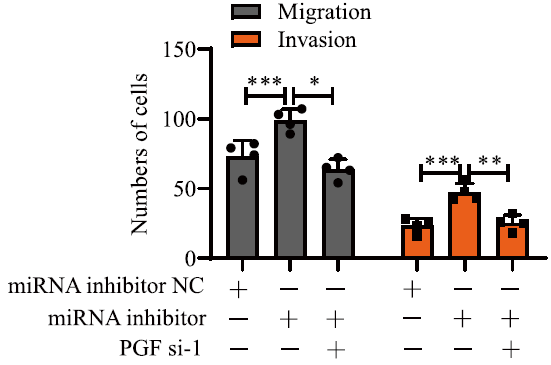 Migration
Invasion
Numbers of cells
150
100
50
0
*** *
*** **
miRNA inhibitor NC + − − + − −
miRNA inhibitor − + + − + +
PGF si-1 − − + − − +